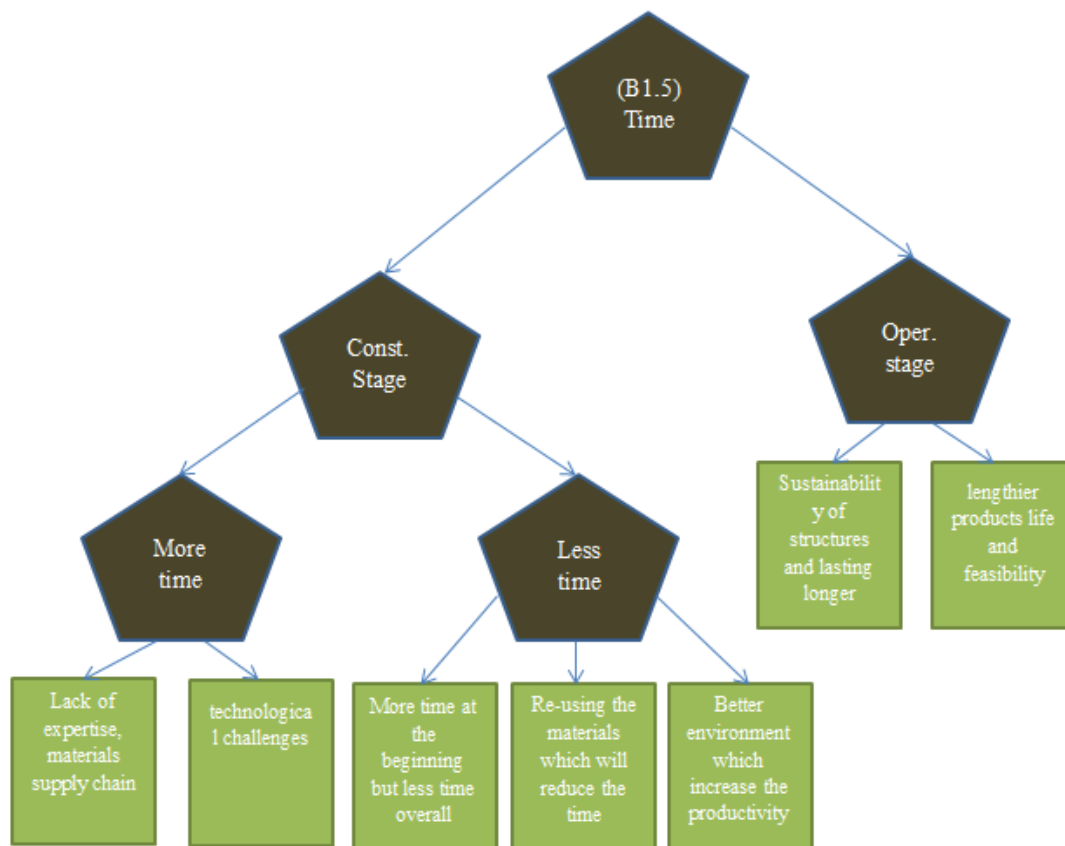 (B1.5)
Time
Const.
Stage
Oper.
stage
More
time
Less
time
Sustainabilit
y of
structures
and lasting
longer
lengthier
products life
and
feasibility
Lack of
expertise,
materials
supply chain
technologica
l challenges
More time at
the
beginning
but less time
overall
Re-using the
materials
which will
reduce the
time
Better
environment
which
increase the
productivity